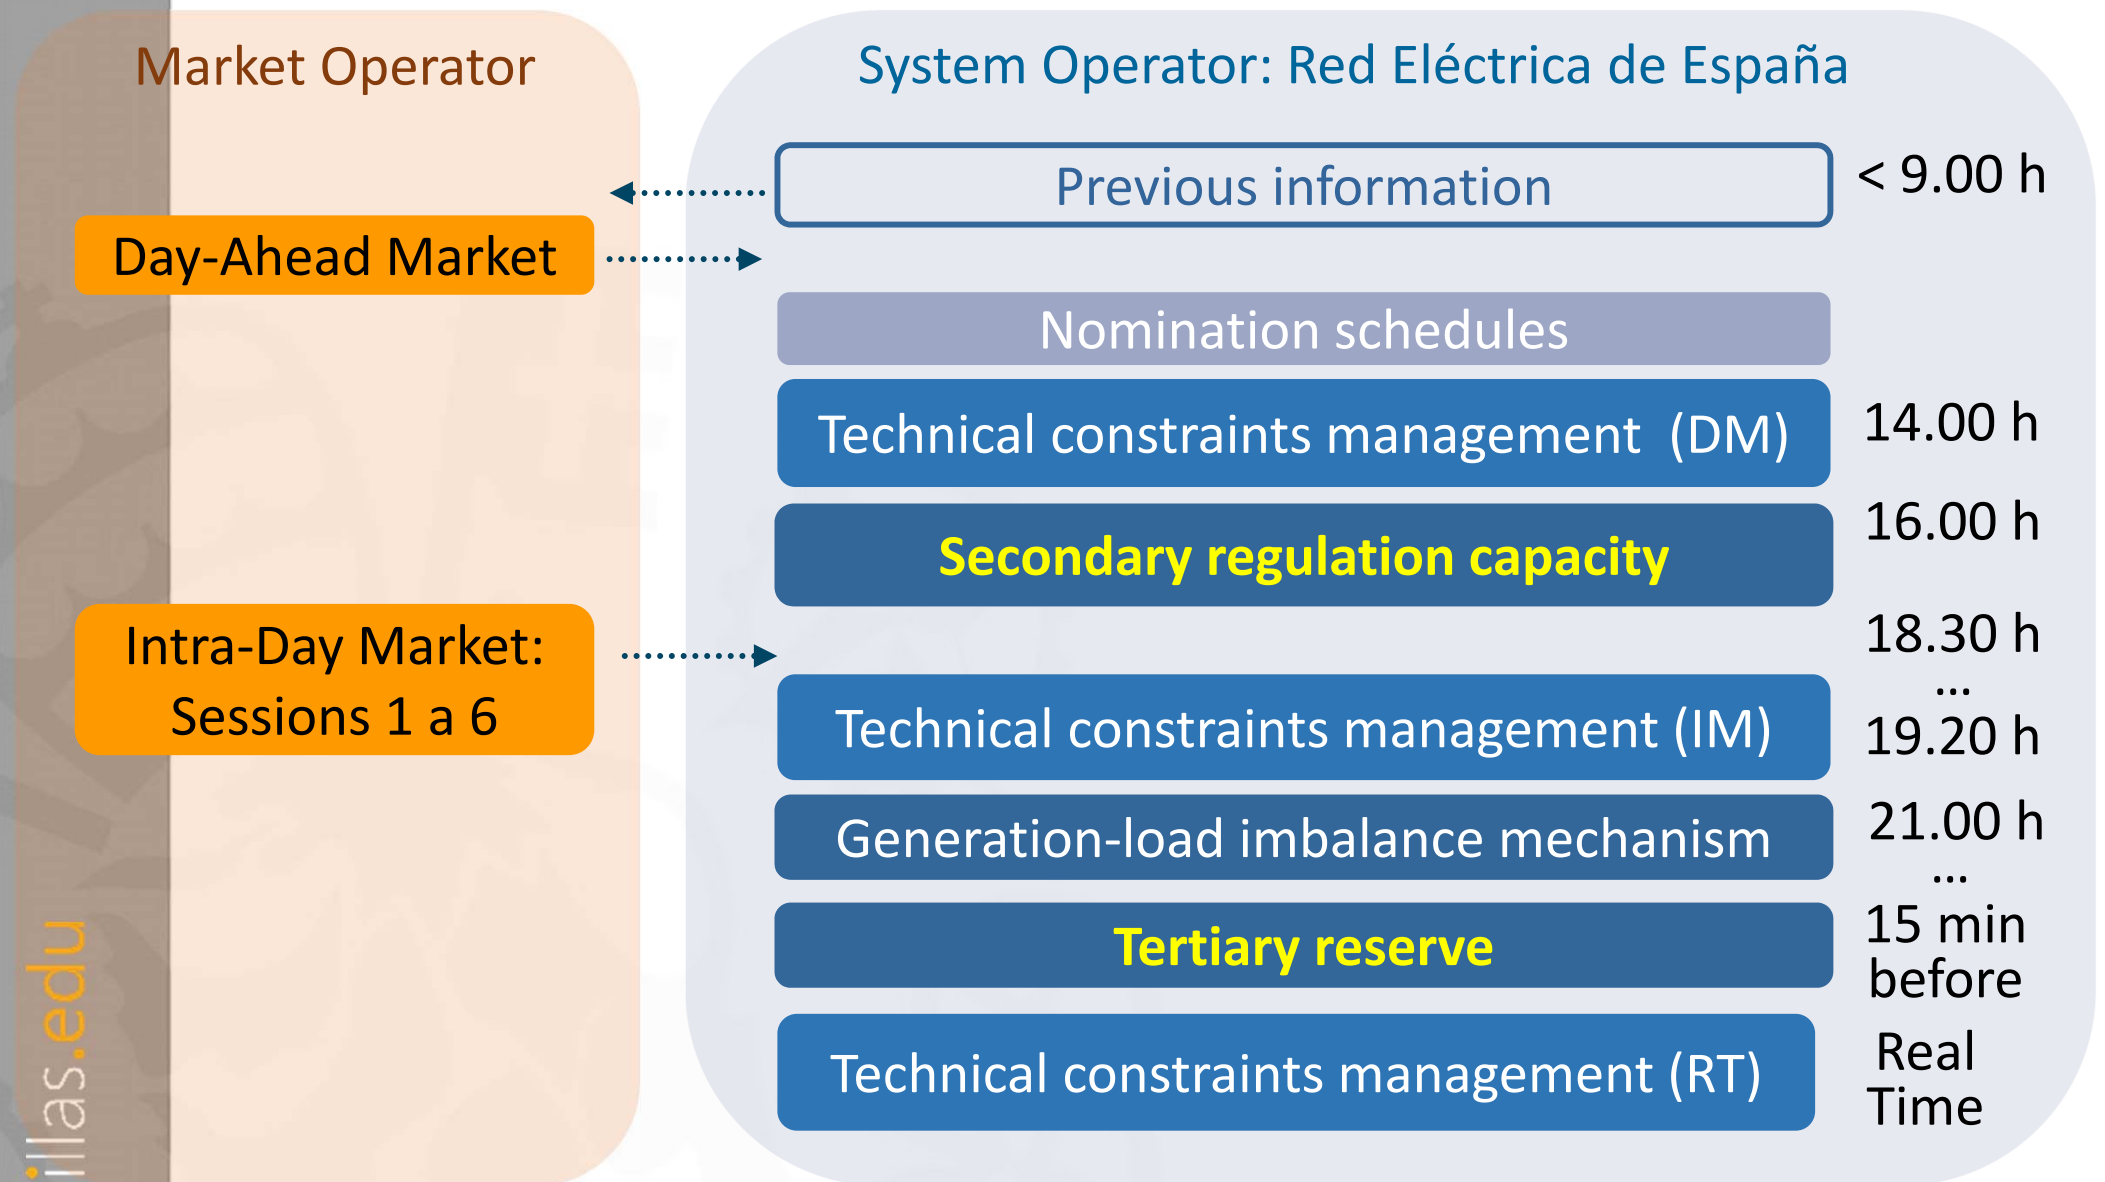 Market Operator
System Operator: Red Eléctrica de España
Previous information
< 9.00 h
Day-Ahead Market
Nomination schedules
Technical constraints management (DM)
14.00 h
Secondary regulation capacity
16.00 h
Intra-Day Market:
Sessions 1 a 6
18.30 h
...
19.20 h
Technical constraints management (IM)
Generation-load imbalance mechanism
21.00 h
...
Tertiary reserve
15 min
before
Technical constraints management (RT)
Real
Time
illas.edu